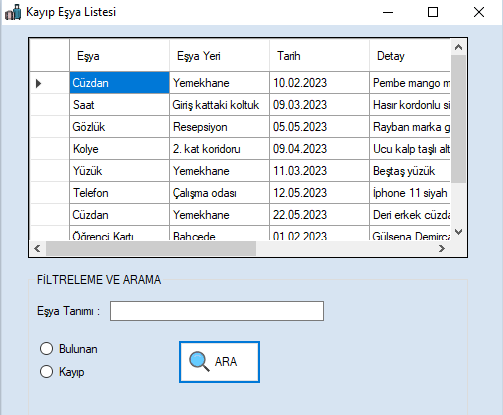 Kayıp Eşya Listesi
Eşya Eşya Yeri Tarih Detay
Cüzdan Yemekhane 10.02.2023 Pembe mango m
Saat Giriş kattaki koltuk 09.03.2023 Hasır kordonlu si
Gözlük Resepsiyon 05.05.2023 Rayban marka g
Kolye 2. kat koridoru 09.04.2023 Ucu kalp taşlı alt
Yüzük Yemekhane 11.03.2023 Beştaş yüzük
Telefon Çalışma odası 12.05.2023 İphone 11 siyah
Cüzdan Yemekhane 22.05.2023 Deri erkek cüzda
Öğrenci Kartı Bahçede 01.02.2023 Gülsena Demirca
FİLTRELEME VE ARAMA
Eşya Tanımı :
Bulunan
Kayıp
ARA